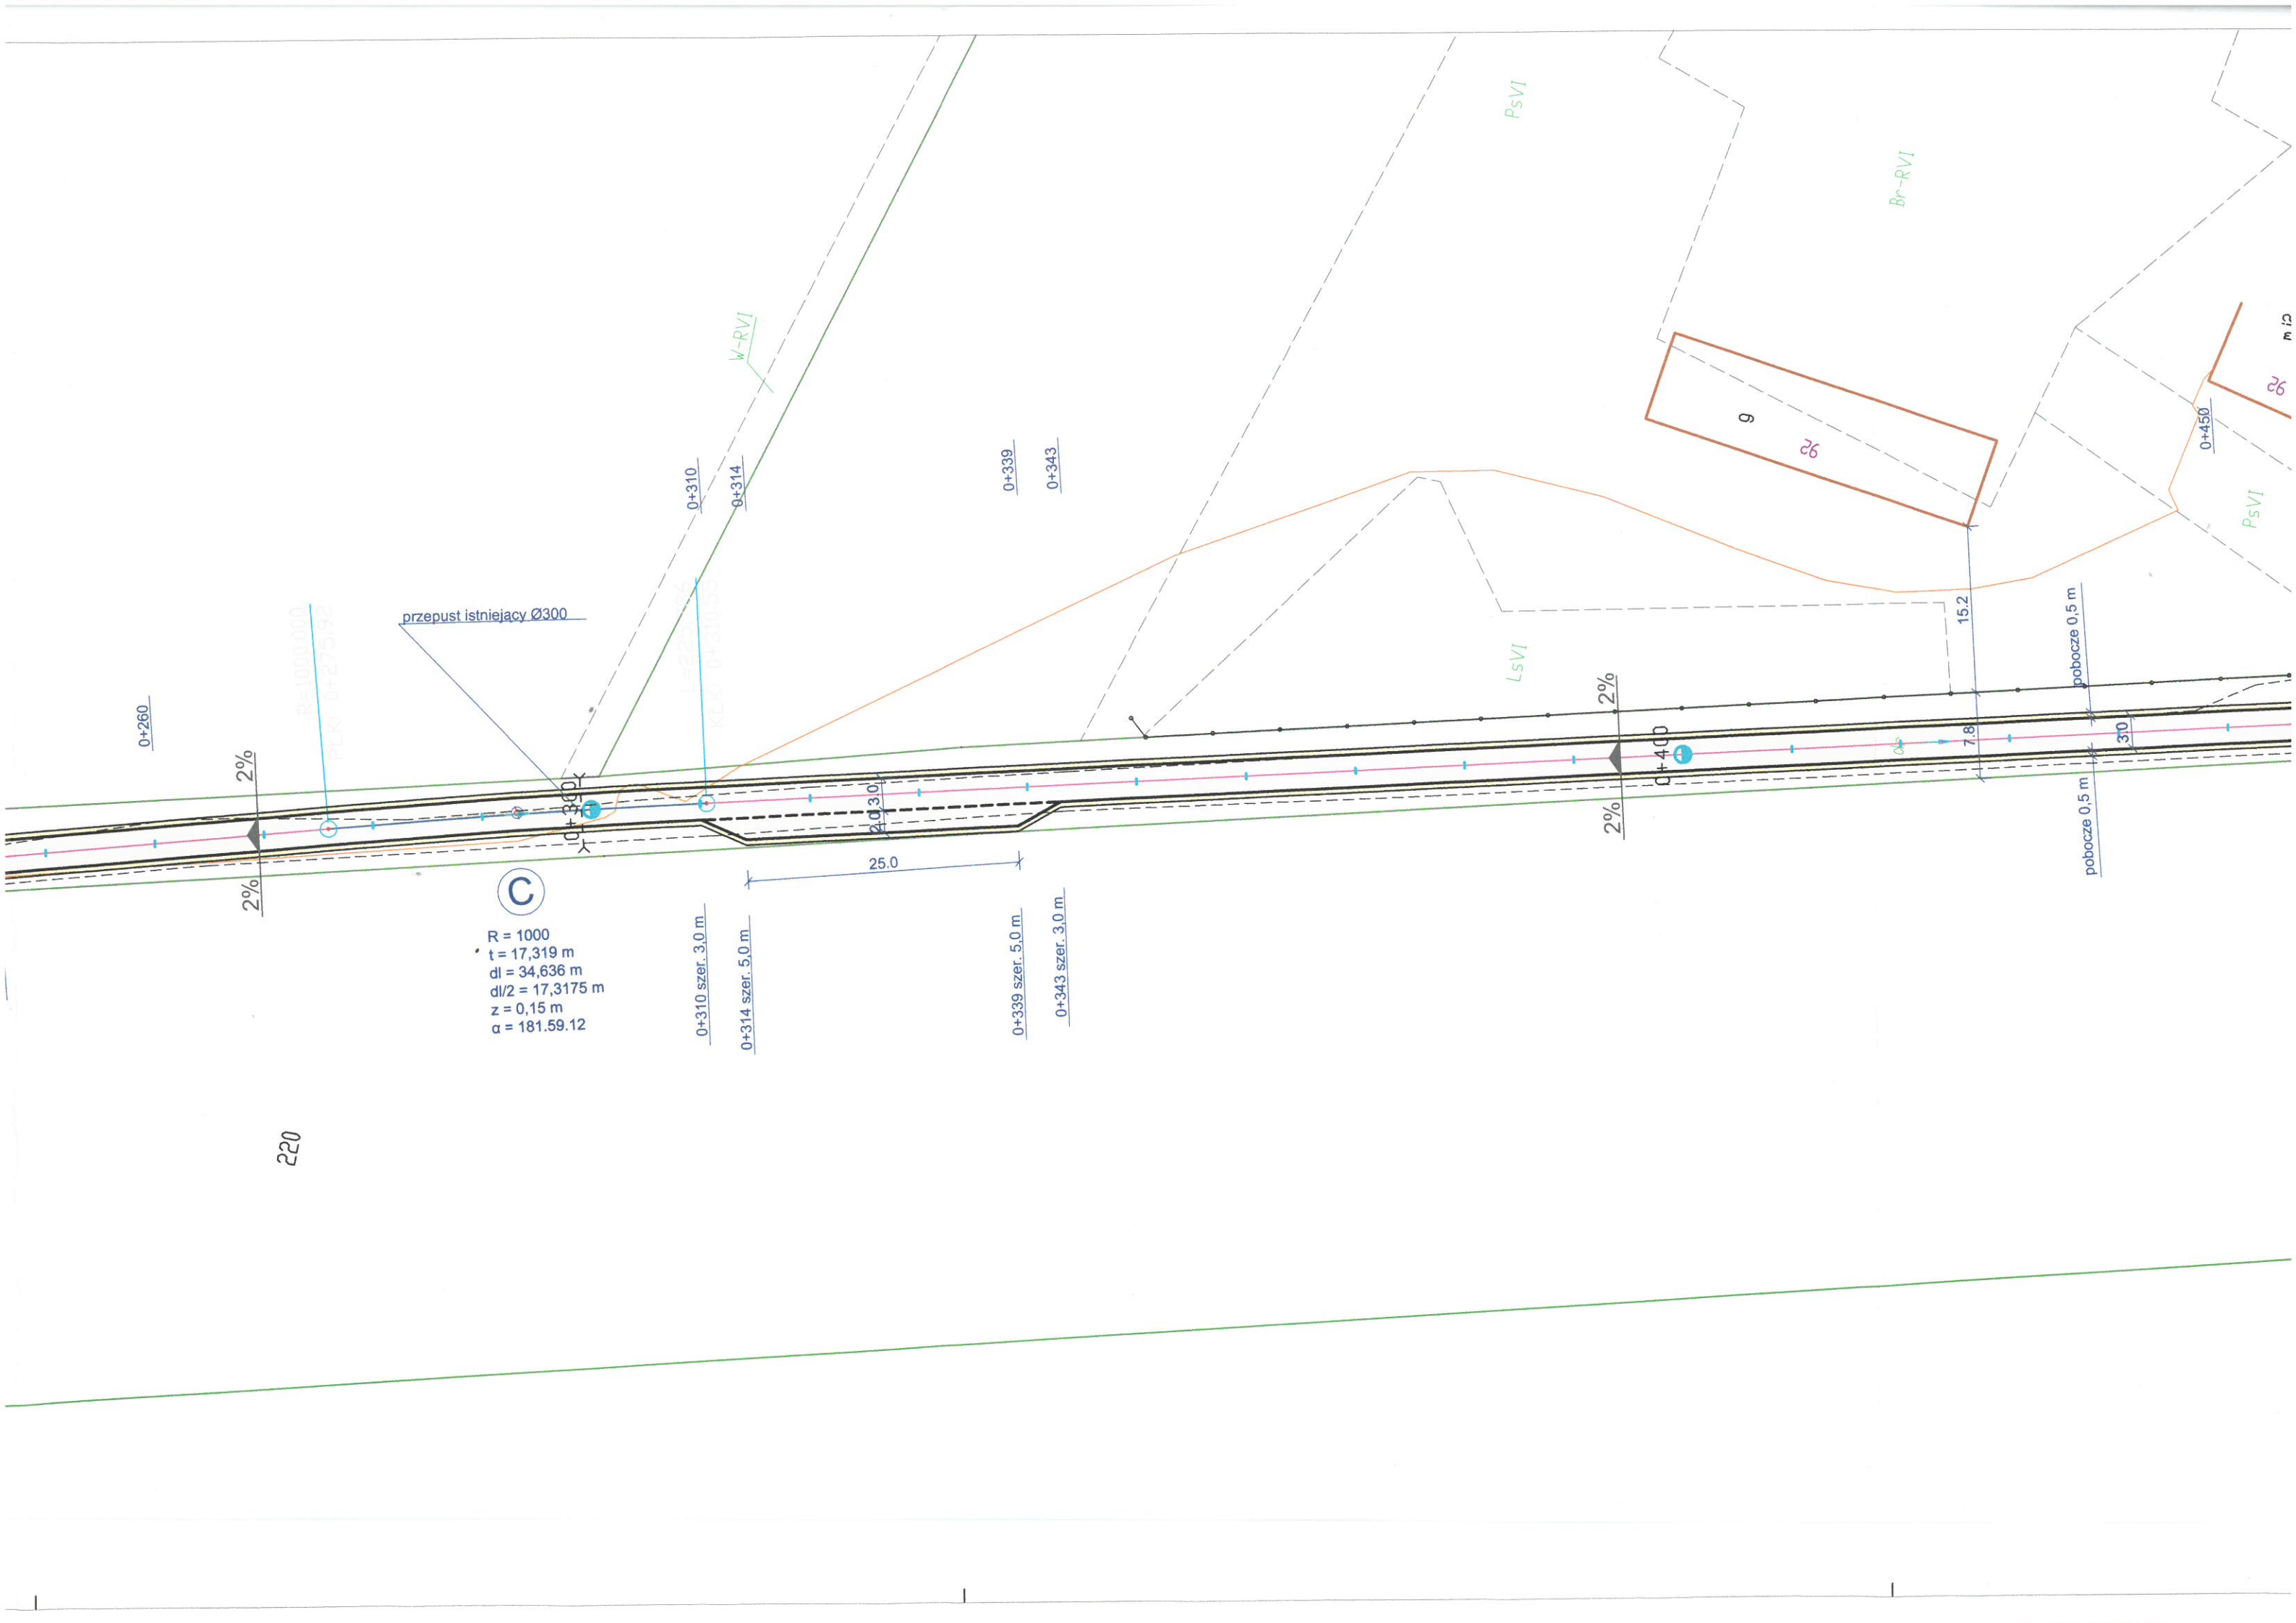 PsVI
Br-RVI
W-RVI
9
92
92
0+450
PsVI
0+310
0+314
0+339
0+343
przepust istniejący Ø300
R=1000.000
0+260
2%
2%
0+300
LsVI
2%
2%
0+400
15.2
7.8
pobocze 0,5 m
3.0
pobocze 0,5 m
3.0
2.0
25.0
C
R = 1000
t = 17,319 m
dl = 34,636 m
dl/2 = 17,3175 m
z = 0,15 m
α = 181.59.12
0+310 szer. 3,0 m
0+314 szer. 5,0 m
0+339 szer. 5,0 m
0+343 szer. 3,0 m
220